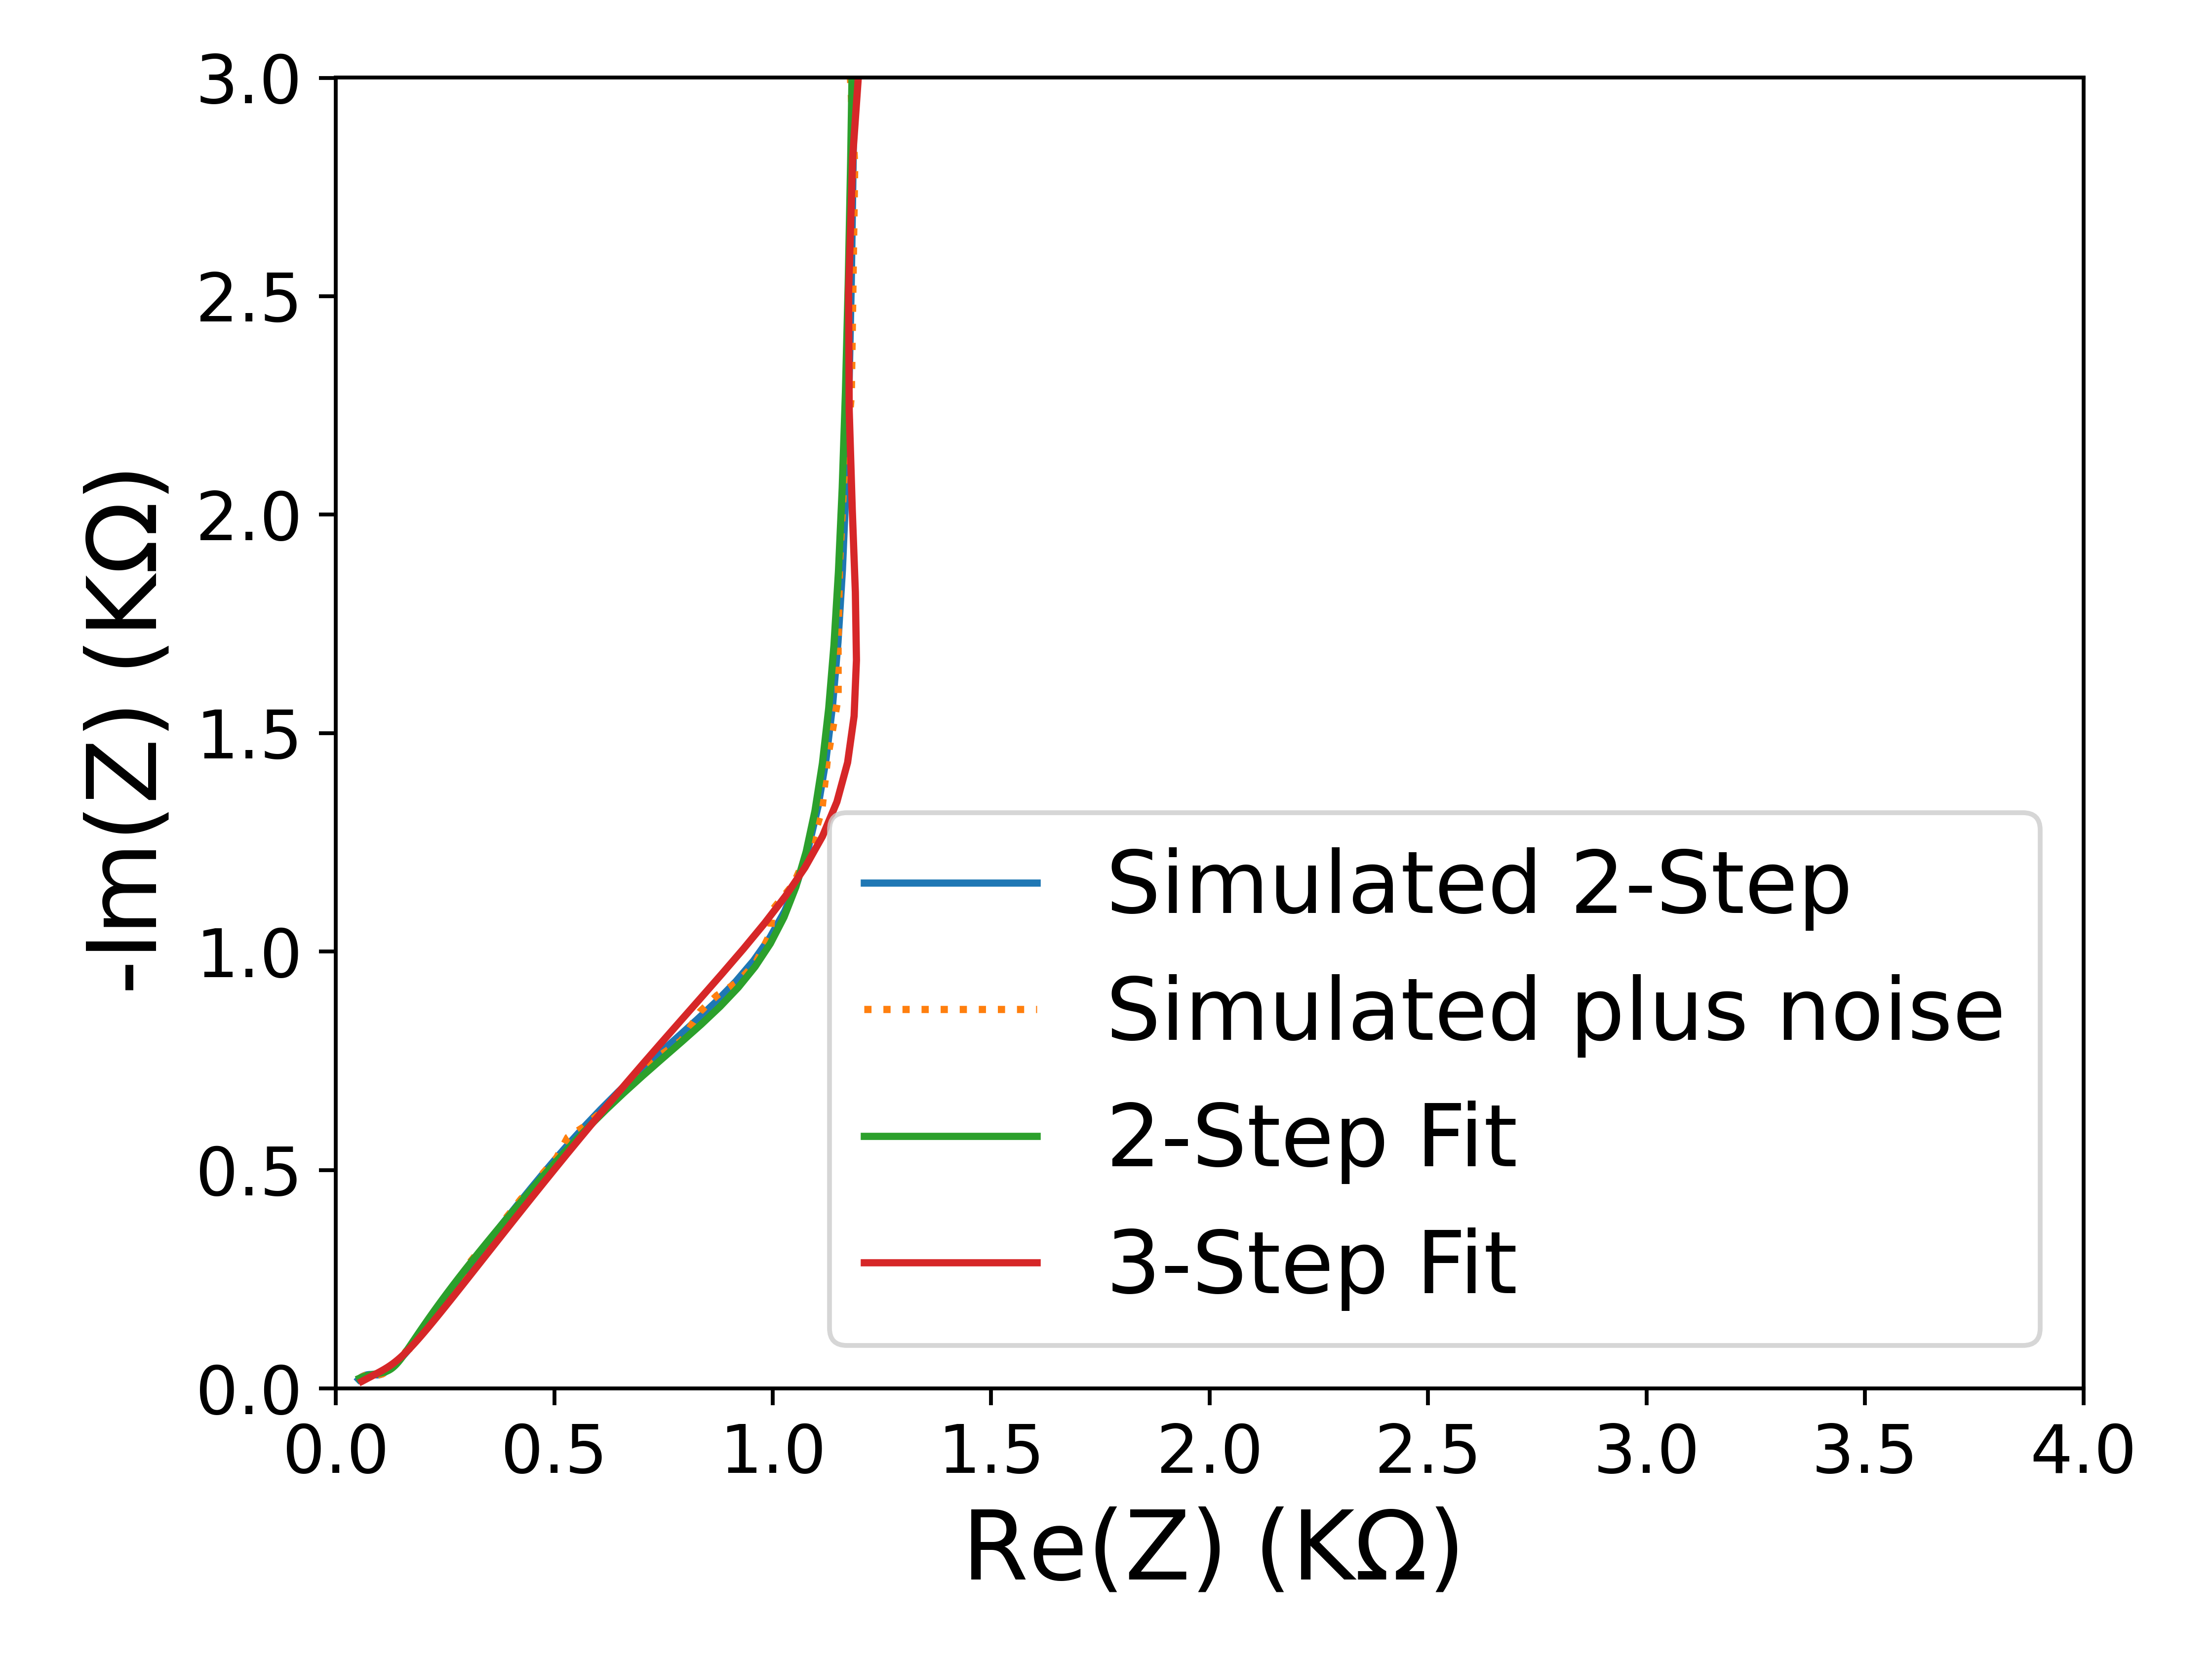 3.0
2.5
2.0
1.5
1.0
0.5
0.0
-Im(Z) (KΩ)
Simulated 2-Step
Simulated plus noise
2-Step Fit
3-Step Fit
0.0 0.5 1.0 1.5 2.0 2.5 3.0 3.5 4.0
Re(Z) (KΩ)